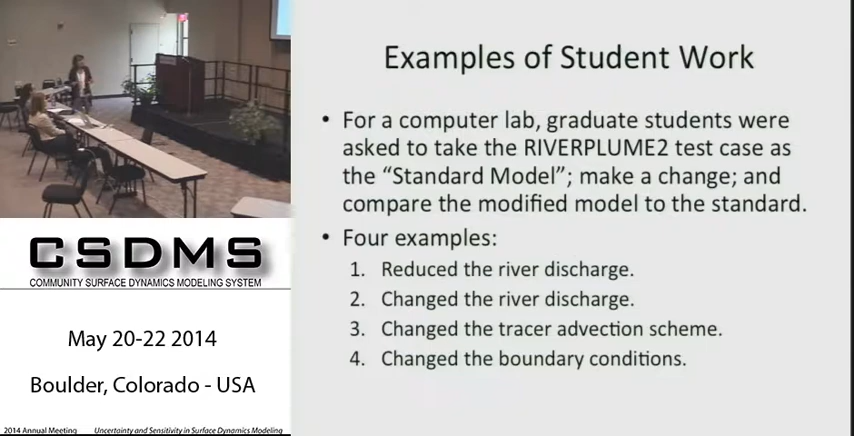 Examples of Student Work
• For a computer lab, graduate students were
asked to take the RIVERPLUME2 test case as
the “Standard Model”; make a change; and
compare the modified model to the standard.
• Four examples:
1. Reduced the river discharge.
2. Changed the river discharge.
3. Changed the tracer advection scheme.
4. Changed the boundary conditions.
CSDMS
COMMUNITY SURFACE DYNAMICS MODELING SYSTEM
May 20-22 2014
Boulder, Colorado - USA
2014 Annual Meeting Uncertainty and Sensitivity in Surface Dynamics Modeling